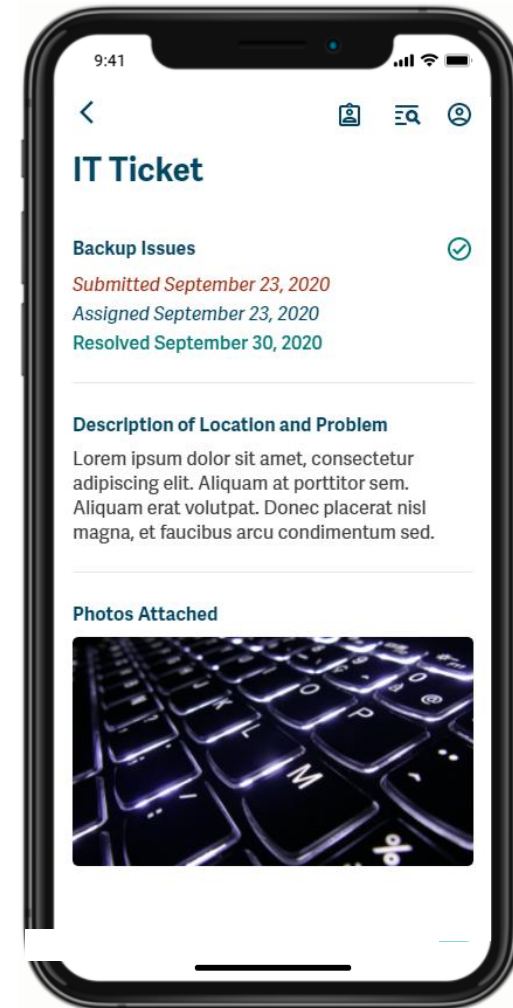 9:41
IT Ticket
Backup Issues
Submitted September 23, 2020
Assigned September 23, 2020
Resolved September 30, 2020
Description of Location and Problem
Lorem ipsum dolor sit amet, consectetur
adipiscing elit. Aliquam at porttitor sem.
Aliquam erat volutpat. Donec placerat nisl
magna, et faucibus arcu condimentum sed.
Photos Attached
O
P
K
L
M
%